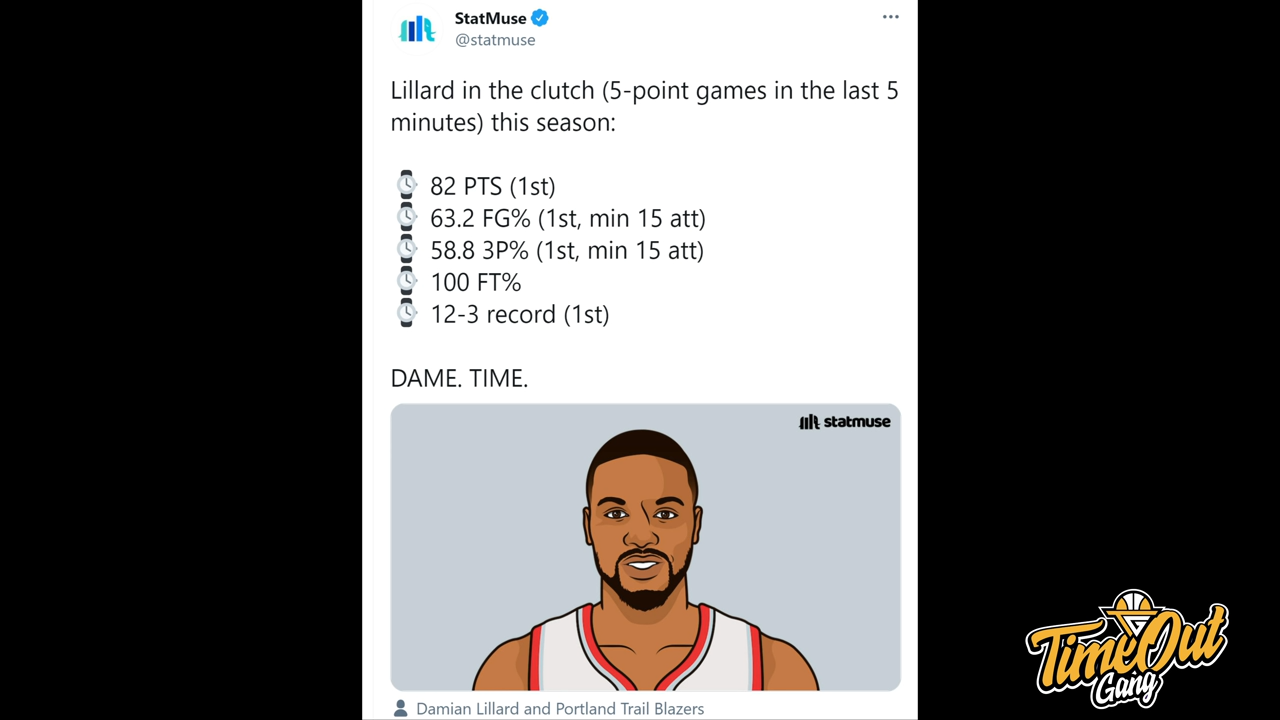 StatMuse
@statmuse
Lillard in the clutch (5-point games in the last 5
minutes) this season:
82 PTS (1st)
63.2 FG% (1st, min 15 att)
58.8 3P% (1st, min 15 att)
100 FT%
12-3 record (1st)
DAME. TIME.
statmuse
Damian Lillard and Portland Trail Blazers
TimeOut
Gang